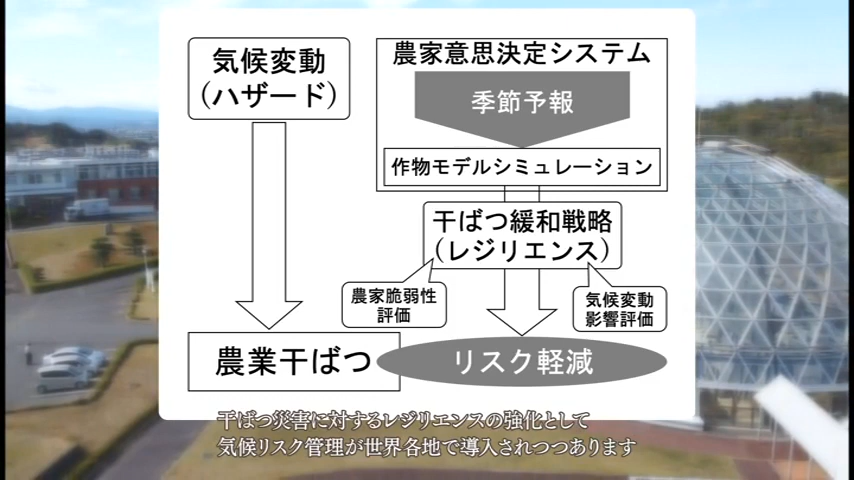 気候変動
(ハザード)
農家意思決定システム
季節予報
作物モデルシミュレーション
干ばつ緩和戦略
(レジリエンス)
農家脆弱性
評価
気候変動
影響評価
農業干ばつ
リスク軽減
干ばつ災害に対するレジリエンスの強化として
気候リスク管理が世界各地で導入されつつあります